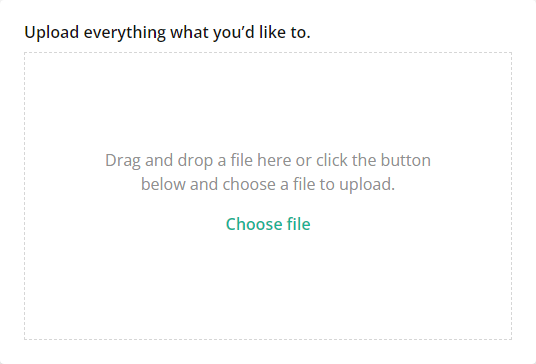 Upload everything what you’d like to.
Drag and drop a file here or click the button
below and choose a file to upload.
Choose file